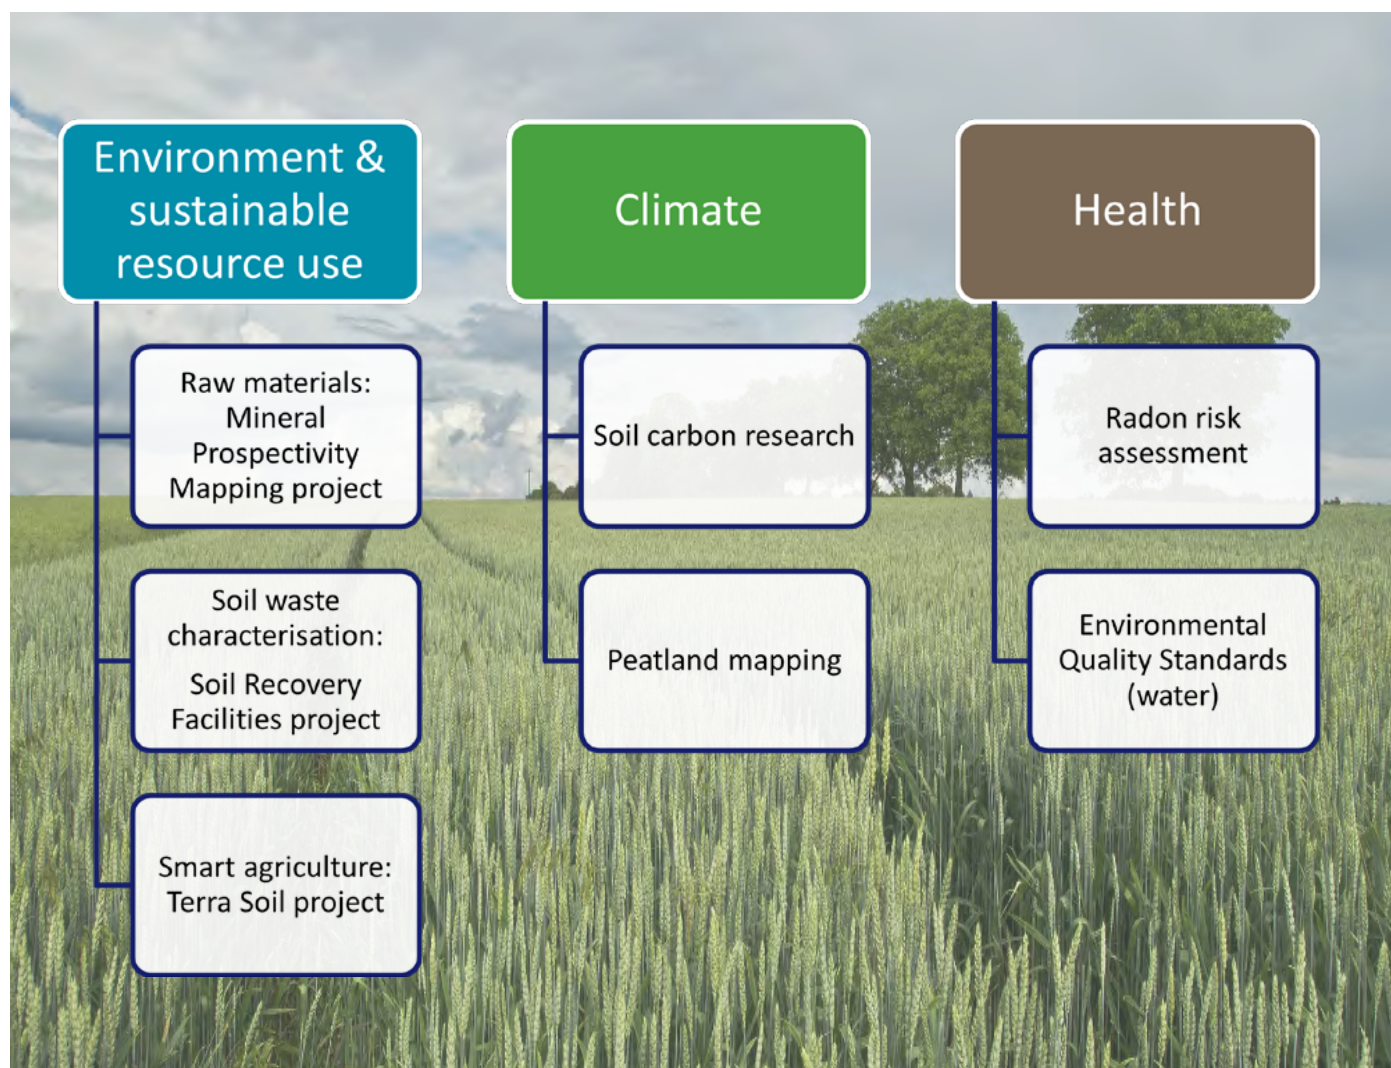 Environment &
sustainable
resource use
Raw materials:
Mineral
Prospectivity
Mapping project
Soil waste
characterisation:
Soil Recovery
Facilities project
Smart agriculture:
Terra Soil project
Climate
Soil carbon research
Peatland mapping
Health
Radon risk
assessment
Environmental
Quality Standards
(water)